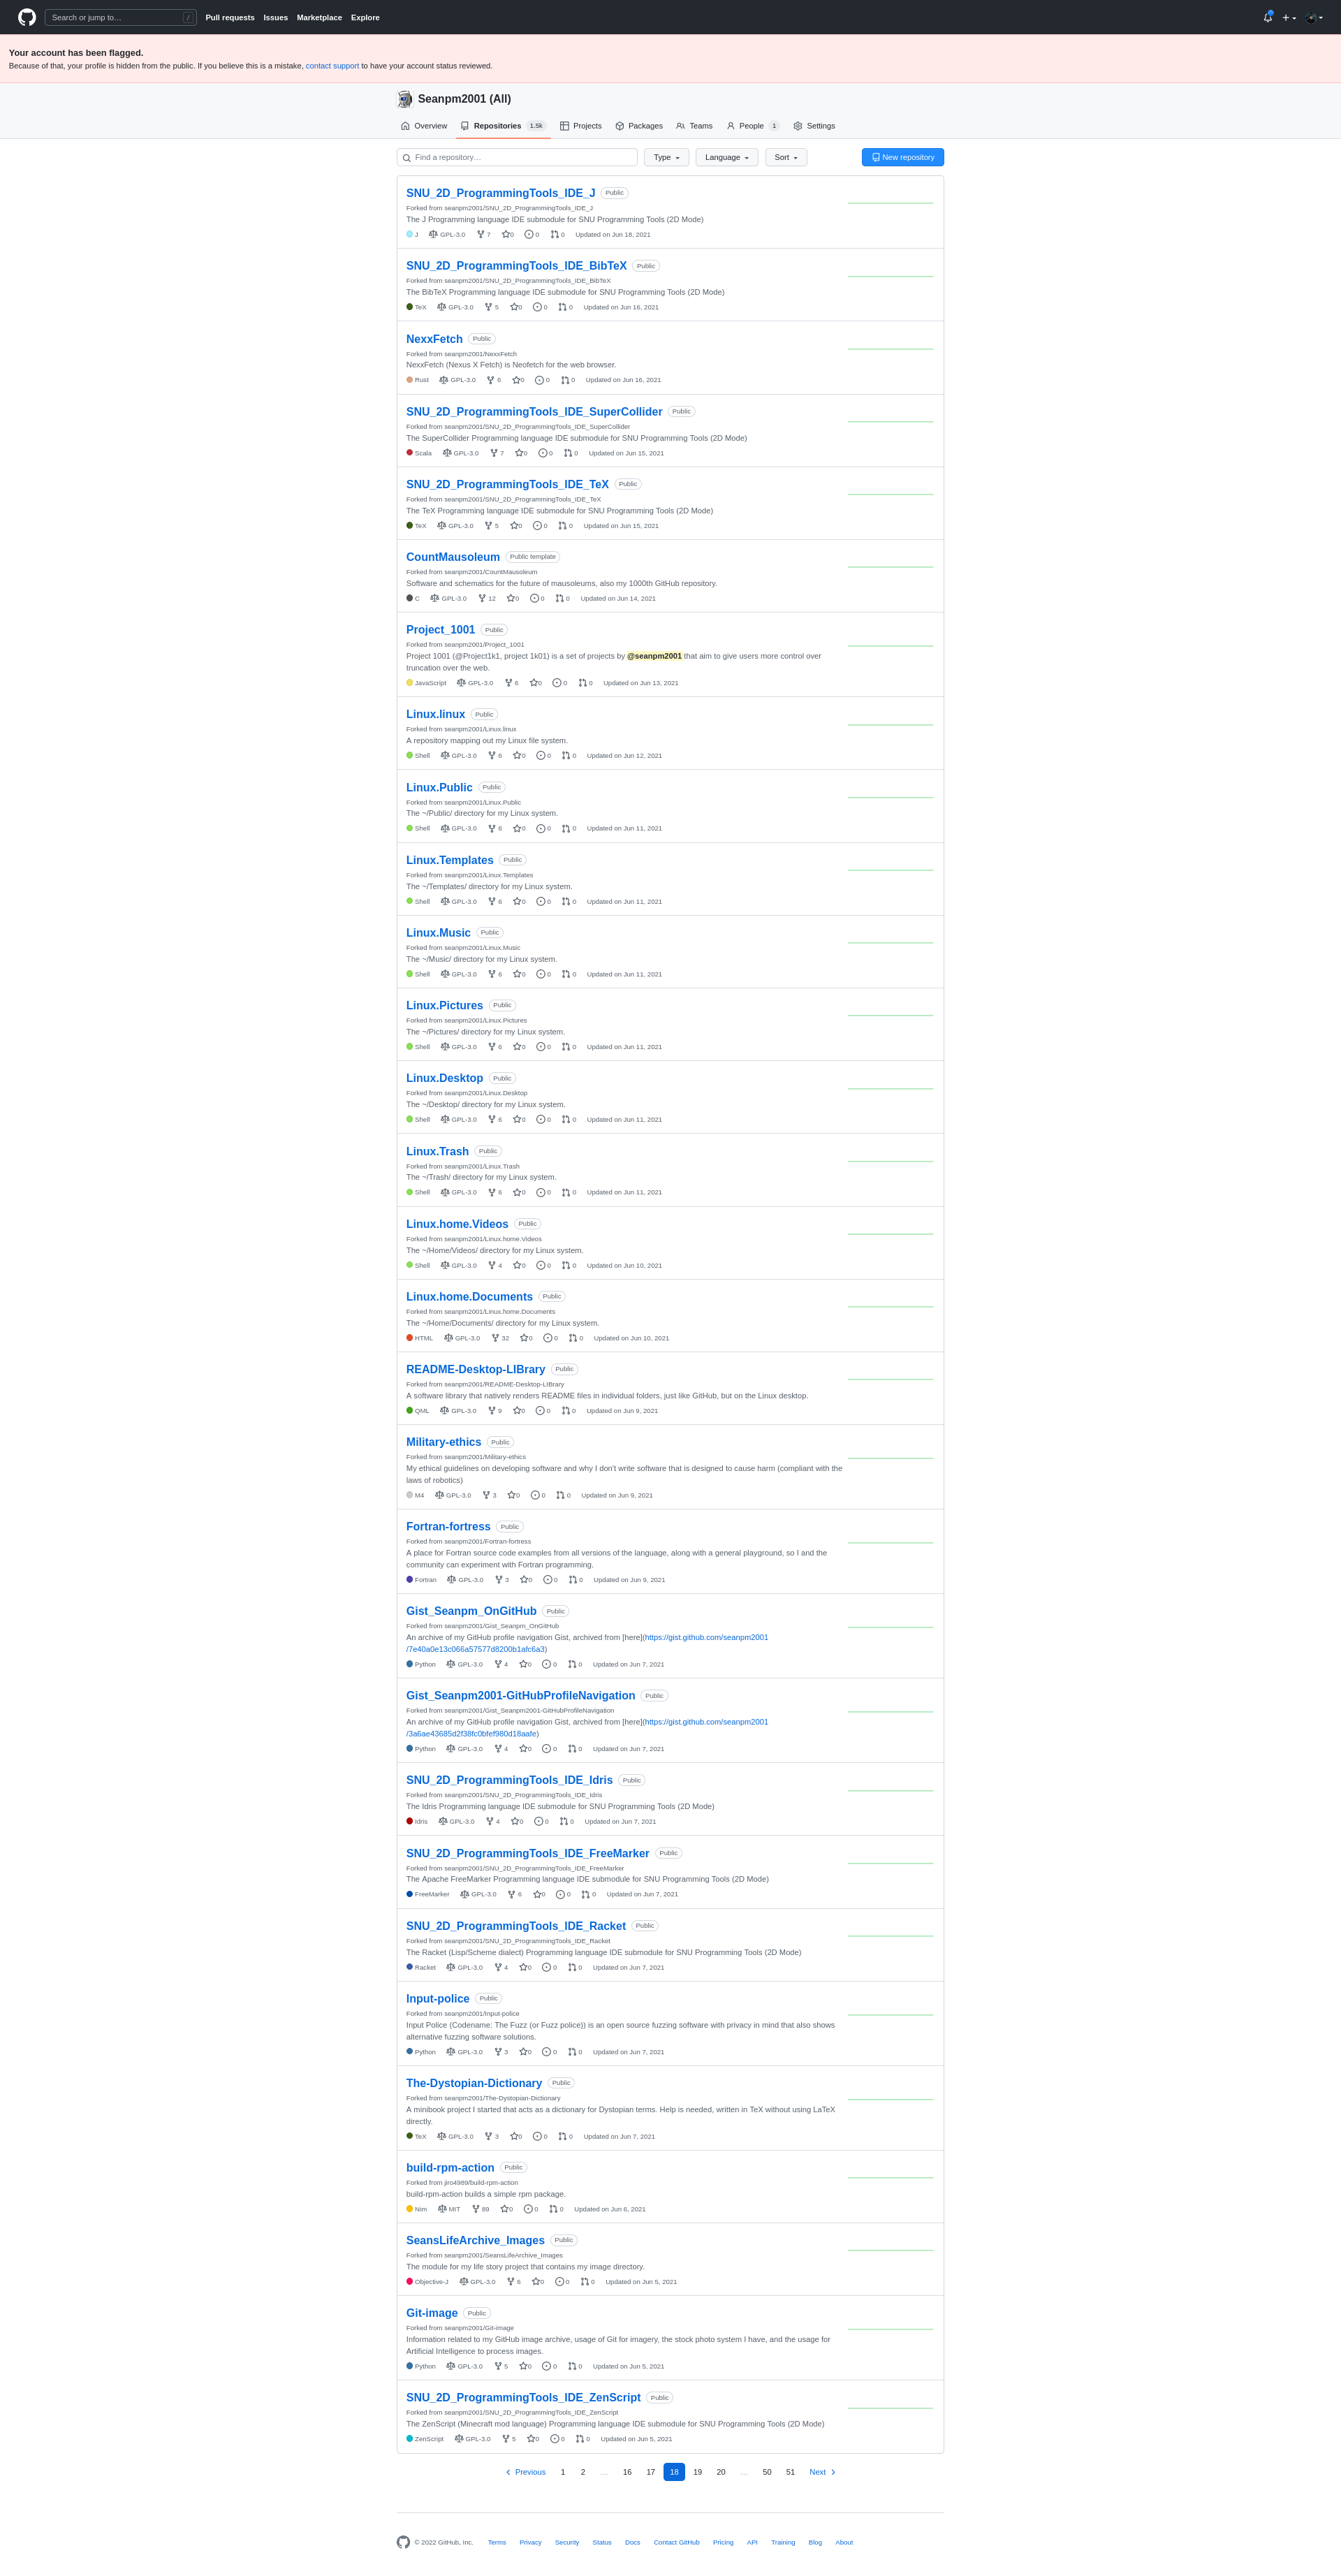 Search or jump to… /
Pull requests Issues Marketplace Explore
Your account has been flagged.
Because of that, your profile is hidden from the public. If you believe this is a mistake, contact support to have your account status reviewed.
Seanpm2001 (All)
Overview Repositories 1.5k Projects Packages Teams People 1 Settings
Find a repository… Type Language Sort New repository
SNU_2D_ProgrammingTools_IDE_J Public
Forked from seanpm2001/SNU_2D_ProgrammingTools_IDE_J
The J Programming language IDE submodule for SNU Programming Tools (2D Mode)
J GPL-3.0 7 0 0 0 Updated on Jun 18, 2021
SNU_2D_ProgrammingTools_IDE_BibTeX Public
Forked from seanpm2001/SNU_2D_ProgrammingTools_IDE_BibTeX
The BibTeX Programming language IDE submodule for SNU Programming Tools (2D Mode)
TeX GPL-3.0 5 0 0 0 Updated on Jun 16, 2021
NexxFetch Public
Forked from seanpm2001/NexxFetch
NexxFetch (Nexus X Fetch) is Neofetch for the web browser.
Rust GPL-3.0 6 0 0 0 Updated on Jun 16, 2021
SNU_2D_ProgrammingTools_IDE_SuperCollider Public
Forked from seanpm2001/SNU_2D_ProgrammingTools_IDE_SuperCollider
The SuperCollider Programming language IDE submodule for SNU Programming Tools (2D Mode)
Scala GPL-3.0 7 0 0 0 Updated on Jun 15, 2021
SNU_2D_ProgrammingTools_IDE_TeX Public
Forked from seanpm2001/SNU_2D_ProgrammingTools_IDE_TeX
The TeX Programming language IDE submodule for SNU Programming Tools (2D Mode)
TeX GPL-3.0 5 0 0 0 Updated on Jun 15, 2021
CountMausoleum Public template
Forked from seanpm2001/CountMausoleum
Software and schematics for the future of mausoleums, also my 1000th GitHub repository.
C GPL-3.0 12 0 0 0 Updated on Jun 14, 2021
Project_1001 Public
Forked from seanpm2001/Project_1001
Project 1001 (@Project1k1, project 1k01) is a set of projects by @seanpm2001 that aim to give users more control over
truncation over the web.
JavaScript GPL-3.0 6 0 0 0 Updated on Jun 13, 2021
Linux.linux Public
Forked from seanpm2001/Linux.linux
A repository mapping out my Linux file system.
Shell GPL-3.0 6 0 0 0 Updated on Jun 12, 2021
Linux.Public Public
Forked from seanpm2001/Linux.Public
The ~/Public/ directory for my Linux system.
Shell GPL-3.0 6 0 0 0 Updated on Jun 11, 2021
Linux.Templates Public
Forked from seanpm2001/Linux.Templates
The ~/Templates/ directory for my Linux system.
Shell GPL-3.0 6 0 0 0 Updated on Jun 11, 2021
Linux.Music Public
Forked from seanpm2001/Linux.Music
The ~/Music/ directory for my Linux system.
Shell GPL-3.0 6 0 0 0 Updated on Jun 11, 2021
Linux.Pictures Public
Forked from seanpm2001/Linux.Pictures
The ~/Pictures/ directory for my Linux system.
Shell GPL-3.0 6 0 0 0 Updated on Jun 11, 2021
Linux.Desktop Public
Forked from seanpm2001/Linux.Desktop
The ~/Desktop/ directory for my Linux system.
Shell GPL-3.0 6 0 0 0 Updated on Jun 11, 2021
Linux.Trash Public
Forked from seanpm2001/Linux.Trash
The ~/Trash/ directory for my Linux system.
Shell GPL-3.0 6 0 0 0 Updated on Jun 11, 2021
Linux.home.Videos Public
Forked from seanpm2001/Linux.home.Videos
The ~/Home/Videos/ directory for my Linux system.
Shell GPL-3.0 4 0 0 0 Updated on Jun 10, 2021
Linux.home.Documents Public
Forked from seanpm2001/Linux.home.Documents
The ~/Home/Documents/ directory for my Linux system.
HTML GPL-3.0 32 0 0 0 Updated on Jun 10, 2021
README-Desktop-LIBrary Public
Forked from seanpm2001/README-Desktop-LIBrary
A software library that natively renders README files in individual folders, just like GitHub, but on the Linux desktop.
QML GPL-3.0 9 0 0 0 Updated on Jun 9, 2021
Military-ethics Public
Forked from seanpm2001/Military-ethics
My ethical guidelines on developing software and why I don't write software that is designed to cause harm (compliant with the
laws of robotics)
M4 GPL-3.0 3 0 0 0 Updated on Jun 9, 2021
Fortran-fortress Public
Forked from seanpm2001/Fortran-fortress
A place for Fortran source code examples from all versions of the language, along with a general playground, so I and the
community can experiment with Fortran programming.
Fortran GPL-3.0 3 0 0 0 Updated on Jun 9, 2021
Gist_Seanpm_OnGitHub Public
Forked from seanpm2001/Gist_Seanpm_OnGitHub
An archive of my GitHub profile navigation Gist, archived from [here](https://gist.github.com/seanpm2001
/7e40a0e13c066a57577d8200b1afc6a3)
Python GPL-3.0 4 0 0 0 Updated on Jun 7, 2021
Gist_Seanpm2001-GitHubProfileNavigation Public
Forked from seanpm2001/Gist_Seanpm2001-GitHubProfileNavigation
An archive of my GitHub profile navigation Gist, archived from [here](https://gist.github.com/seanpm2001
/3a6ae43685d2f38fc0bfef980d18aafe)
Python GPL-3.0 4 0 0 0 Updated on Jun 7, 2021
SNU_2D_ProgrammingTools_IDE_Idris Public
Forked from seanpm2001/SNU_2D_ProgrammingTools_IDE_Idris
The Idris Programming language IDE submodule for SNU Programming Tools (2D Mode)
Idris GPL-3.0 4 0 0 0 Updated on Jun 7, 2021
SNU_2D_ProgrammingTools_IDE_FreeMarker Public
Forked from seanpm2001/SNU_2D_ProgrammingTools_IDE_FreeMarker
The Apache FreeMarker Programming language IDE submodule for SNU Programming Tools (2D Mode)
FreeMarker GPL-3.0 6 0 0 0 Updated on Jun 7, 2021
SNU_2D_ProgrammingTools_IDE_Racket Public
Forked from seanpm2001/SNU_2D_ProgrammingTools_IDE_Racket
The Racket (Lisp/Scheme dialect) Programming language IDE submodule for SNU Programming Tools (2D Mode)
Racket GPL-3.0 4 0 0 0 Updated on Jun 7, 2021
Input-police Public
Forked from seanpm2001/Input-police
Input Police (Codename: The Fuzz (or Fuzz police)) is an open source fuzzing software with privacy in mind that also shows
alternative fuzzing software solutions.
Python GPL-3.0 3 0 0 0 Updated on Jun 7, 2021
The-Dystopian-Dictionary Public
Forked from seanpm2001/The-Dystopian-Dictionary
A minibook project I started that acts as a dictionary for Dystopian terms. Help is needed, written in TeX without using LaTeX
directly.
TeX GPL-3.0 3 0 0 0 Updated on Jun 7, 2021
build-rpm-action Public
Forked from jiro4989/build-rpm-action
build-rpm-action builds a simple rpm package.
Nim MIT 89 0 0 0 Updated on Jun 6, 2021
SeansLifeArchive_Images Public
Forked from seanpm2001/SeansLifeArchive_Images
The module for my life story project that contains my image directory.
Objective-J GPL-3.0 6 0 0 0 Updated on Jun 5, 2021
Git-image Public
Forked from seanpm2001/Git-image
Information related to my GitHub image archive, usage of Git for imagery, the stock photo system I have, and the usage for
Artificial Intelligence to process images.
Python GPL-3.0 5 0 0 0 Updated on Jun 5, 2021
SNU_2D_ProgrammingTools_IDE_ZenScript Public
Forked from seanpm2001/SNU_2D_ProgrammingTools_IDE_ZenScript
The ZenScript (Minecraft mod language) Programming language IDE submodule for SNU Programming Tools (2D Mode)
ZenScript GPL-3.0 5 0 0 0 Updated on Jun 5, 2021
Previous 1 2 … 16 17 18 19 20 … 50 51 Next
© 2022 GitHub, Inc. Terms Privacy Security Status Docs Contact GitHub Pricing API Training Blog About